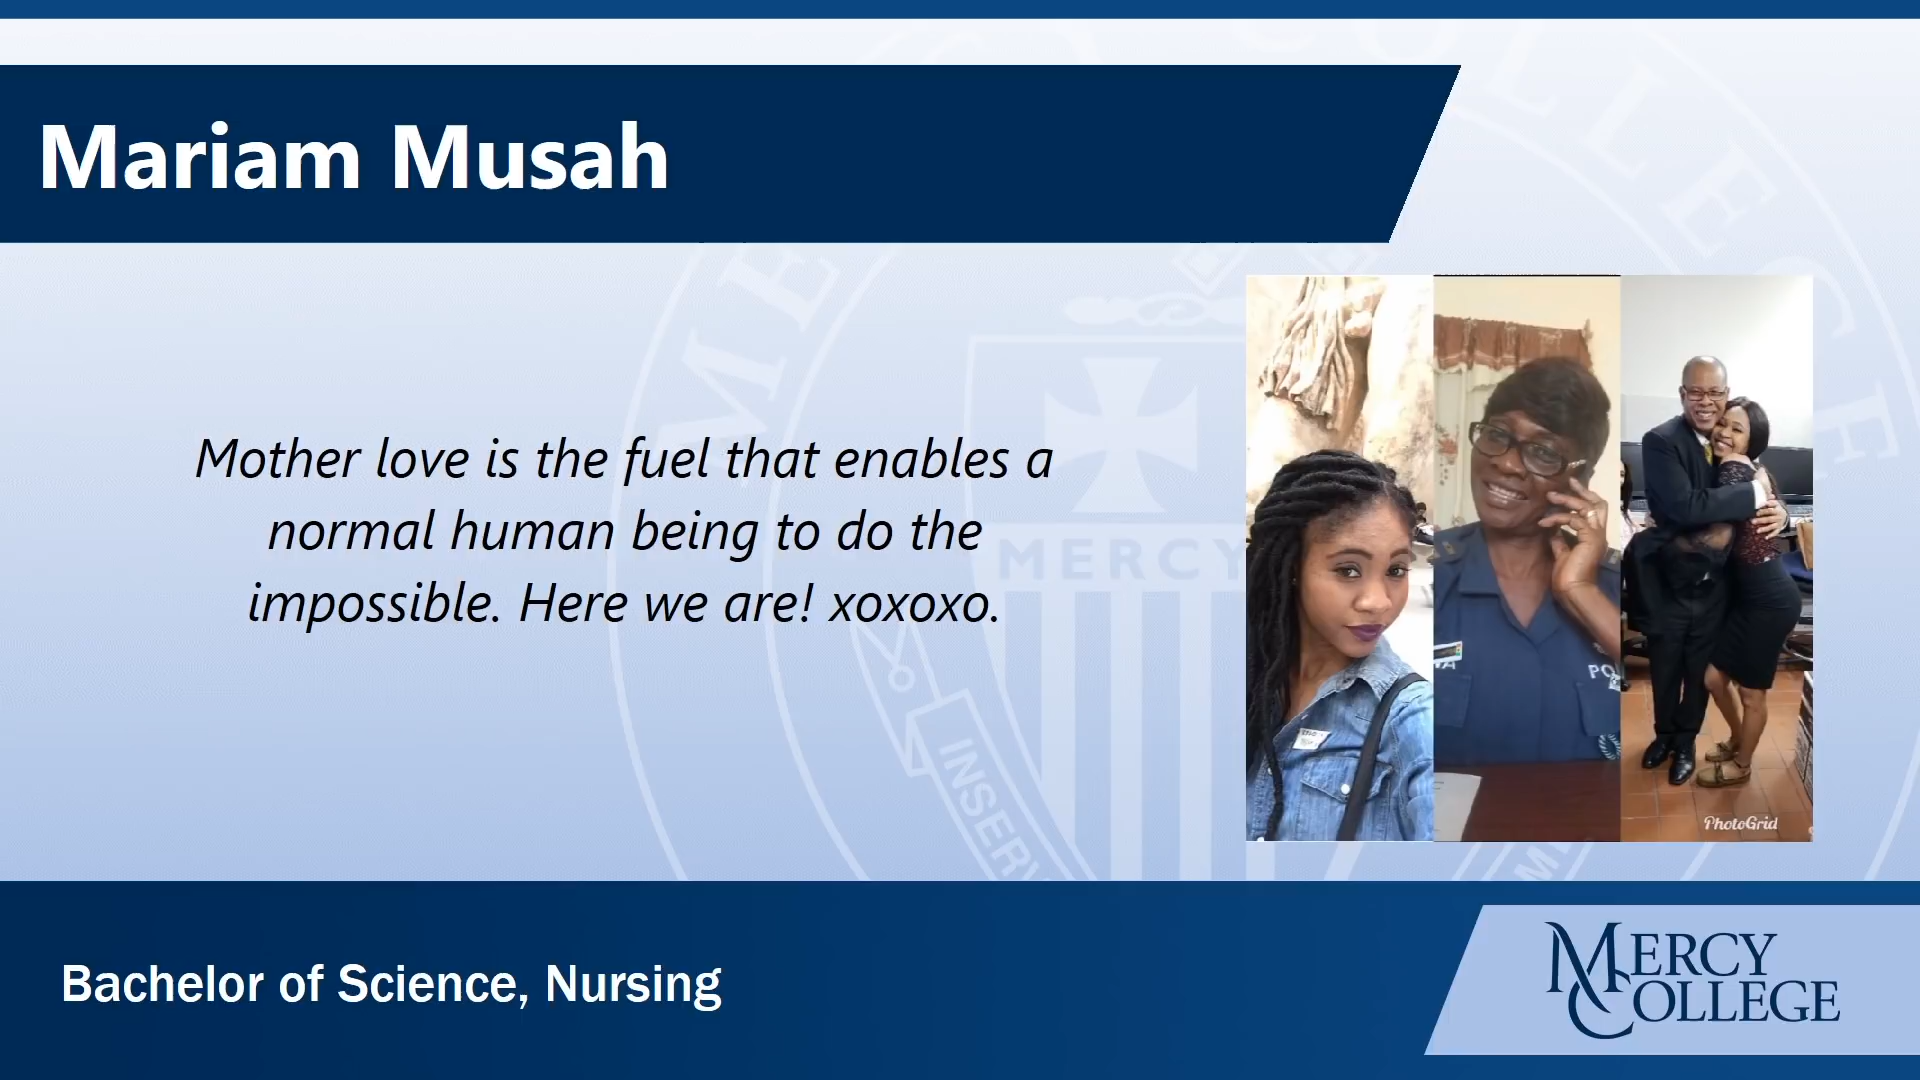 Mariam Musah
Mother love is the fuel that enables a
normal human being to do the
impossible. Here we are! xoxoxo.
MERCY
PhotoGrid
Bachelor of Science, Nursing
MERCY
COLLEGE